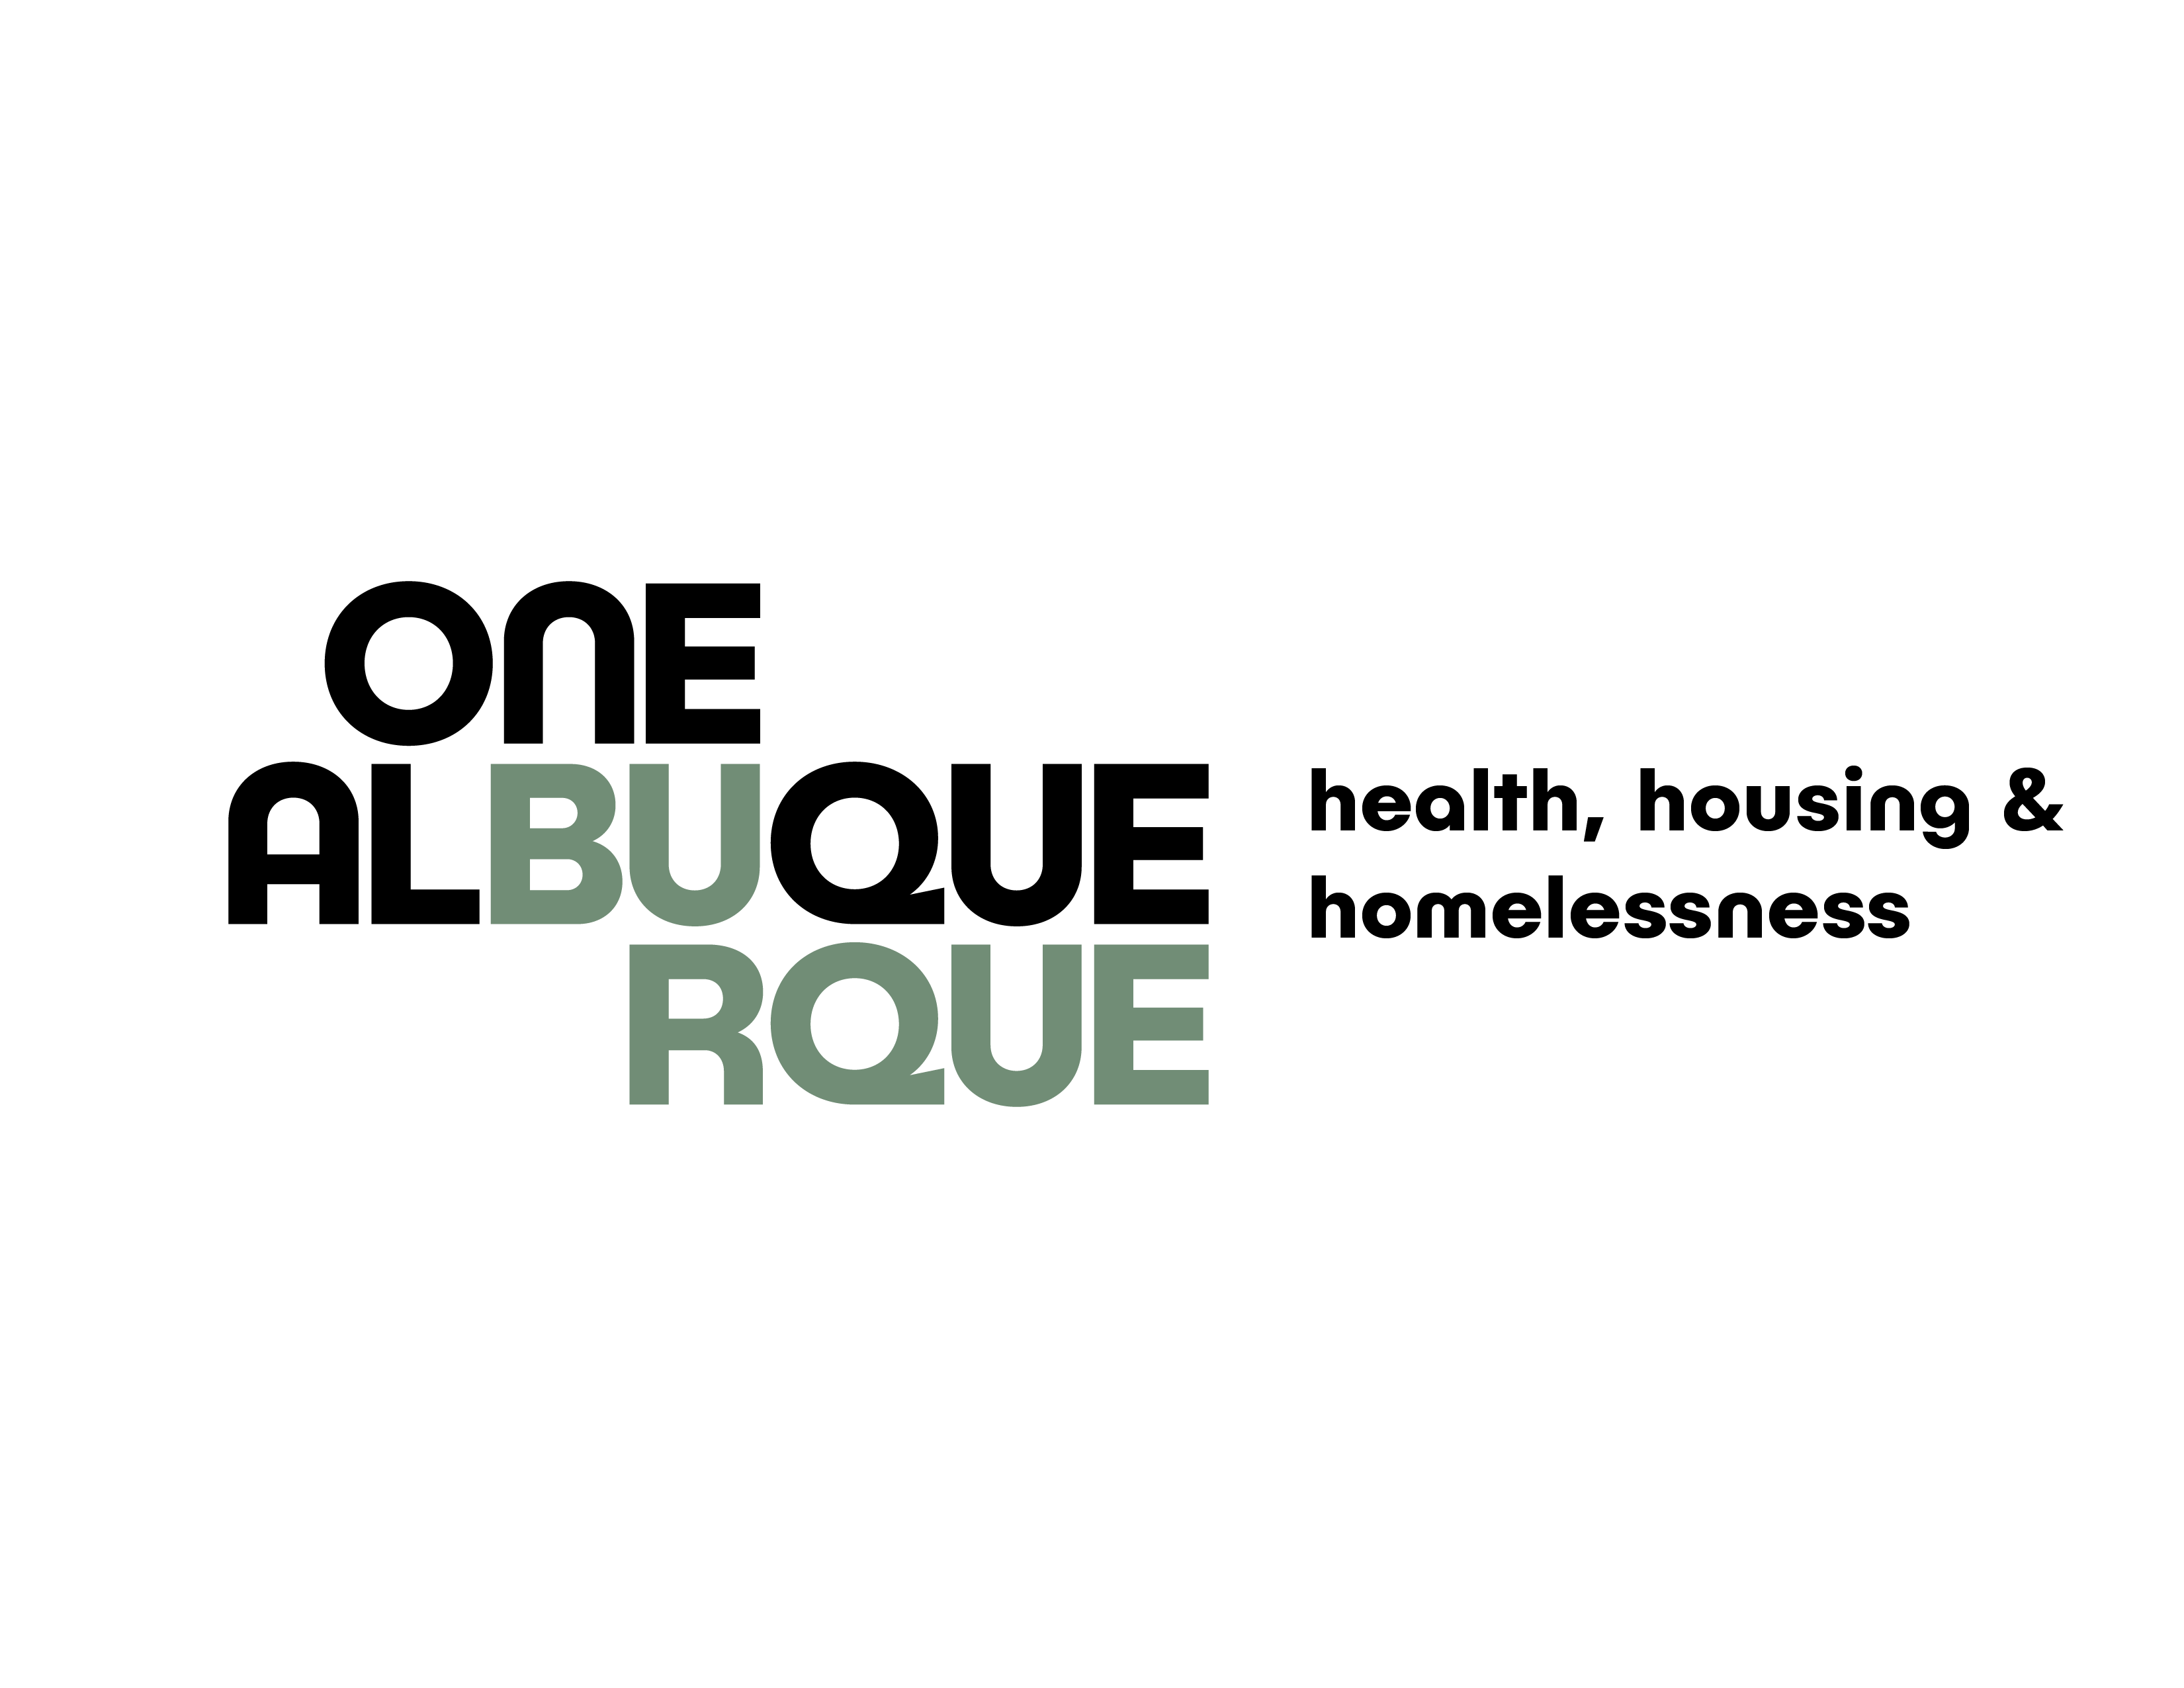 ONE
ALBUQUE
RQUE
health, housing &
homelessness